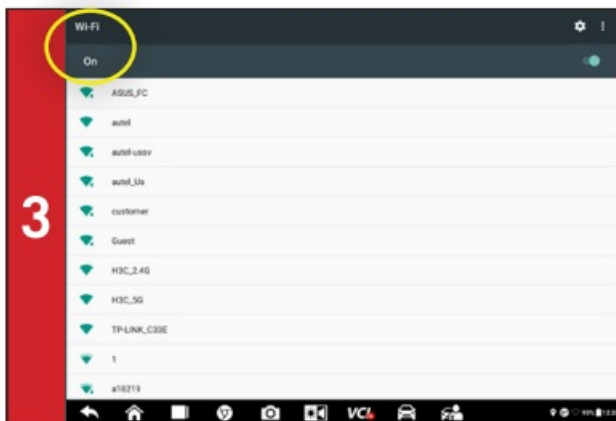 Wi-Fi
On
ASUS_FC
autel
autel-ussv
autel_Us
customer
Guest
H3C_2.4G
H3C_5G
TP-LINK_C33E
1
a18219
3
VCI
99%